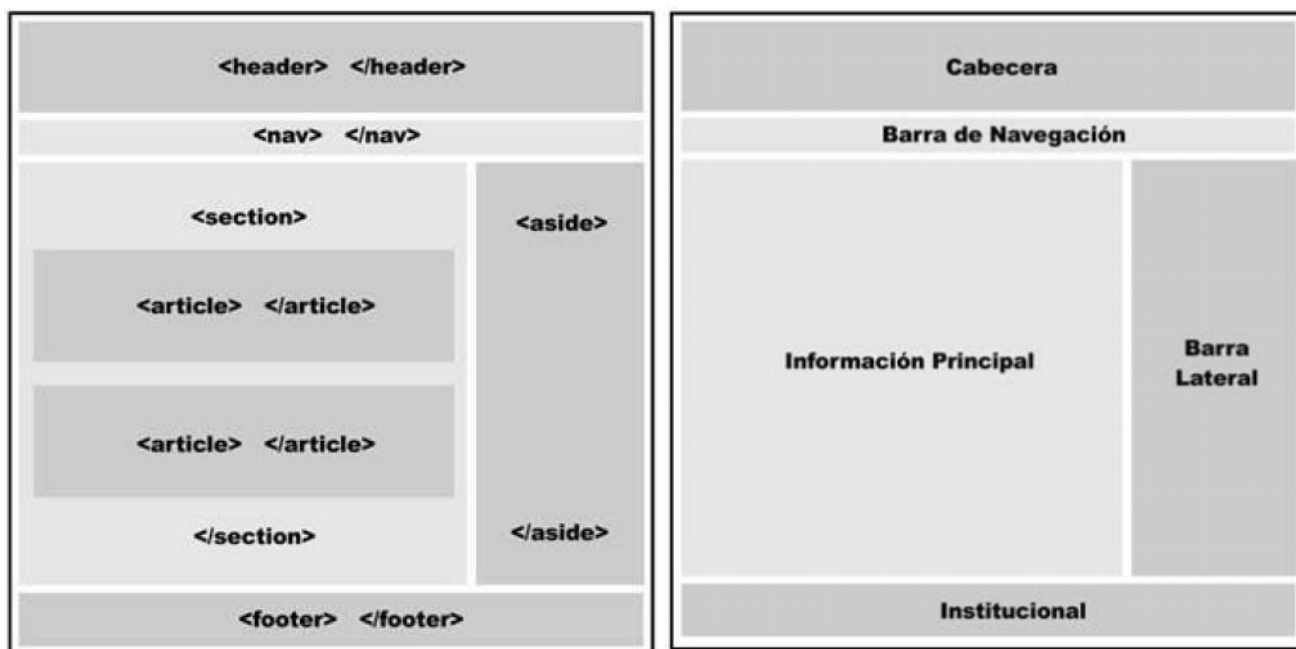 <header> </header>
<nav> </nav>
<section>
<article> </article>
<article> </article>
</section>
<aside>
</aside>
<footer> </footer>
Cabecera
Barra de Navegación
Información Principal
Barra
Lateral
Institucional